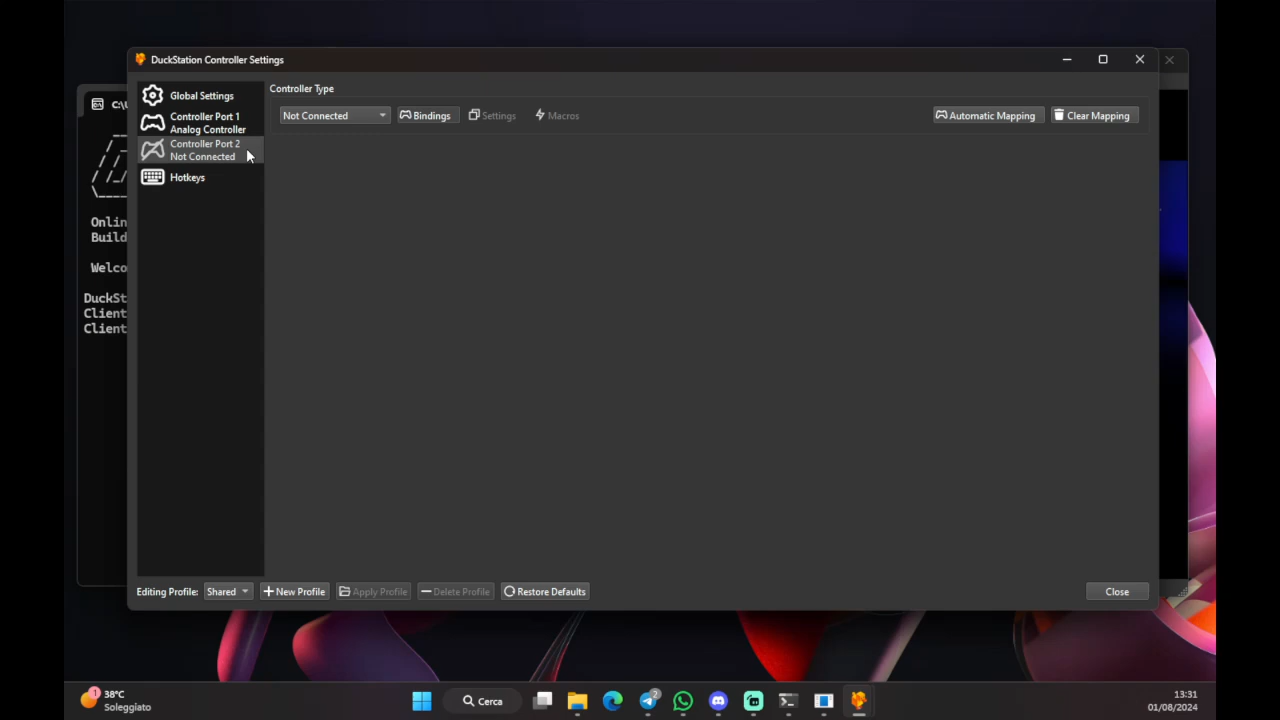 DuckStation Controller Settings
Global Settings
Controller Port 1
Analog Controller
Controller Port 2
Not Connected
Hotkeys
Controller Type
Not Connected
Bindings
Settings
Macros
Automatic Mapping
Clear Mapping
C:\
Onlin
Build
Welco
DuckSt
Client
Client
Editing Profile:
Shared
New Profile
Apply Profile
Delete Profile
Restore Defaults
Close
1
38°C
Soleggiato
Cerca
2
13:31
01/08/2024